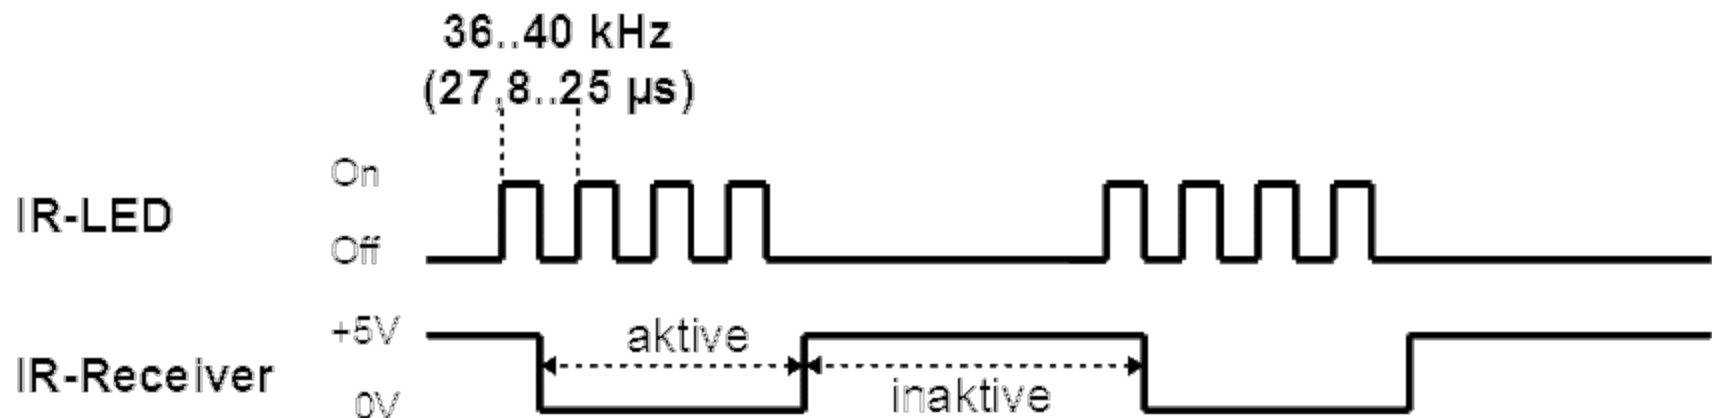 36..40 kHz
(27,8..25 µs)
On
IR-LED
Off
+5V
aktive
IR-Receiver
inaktive
0V